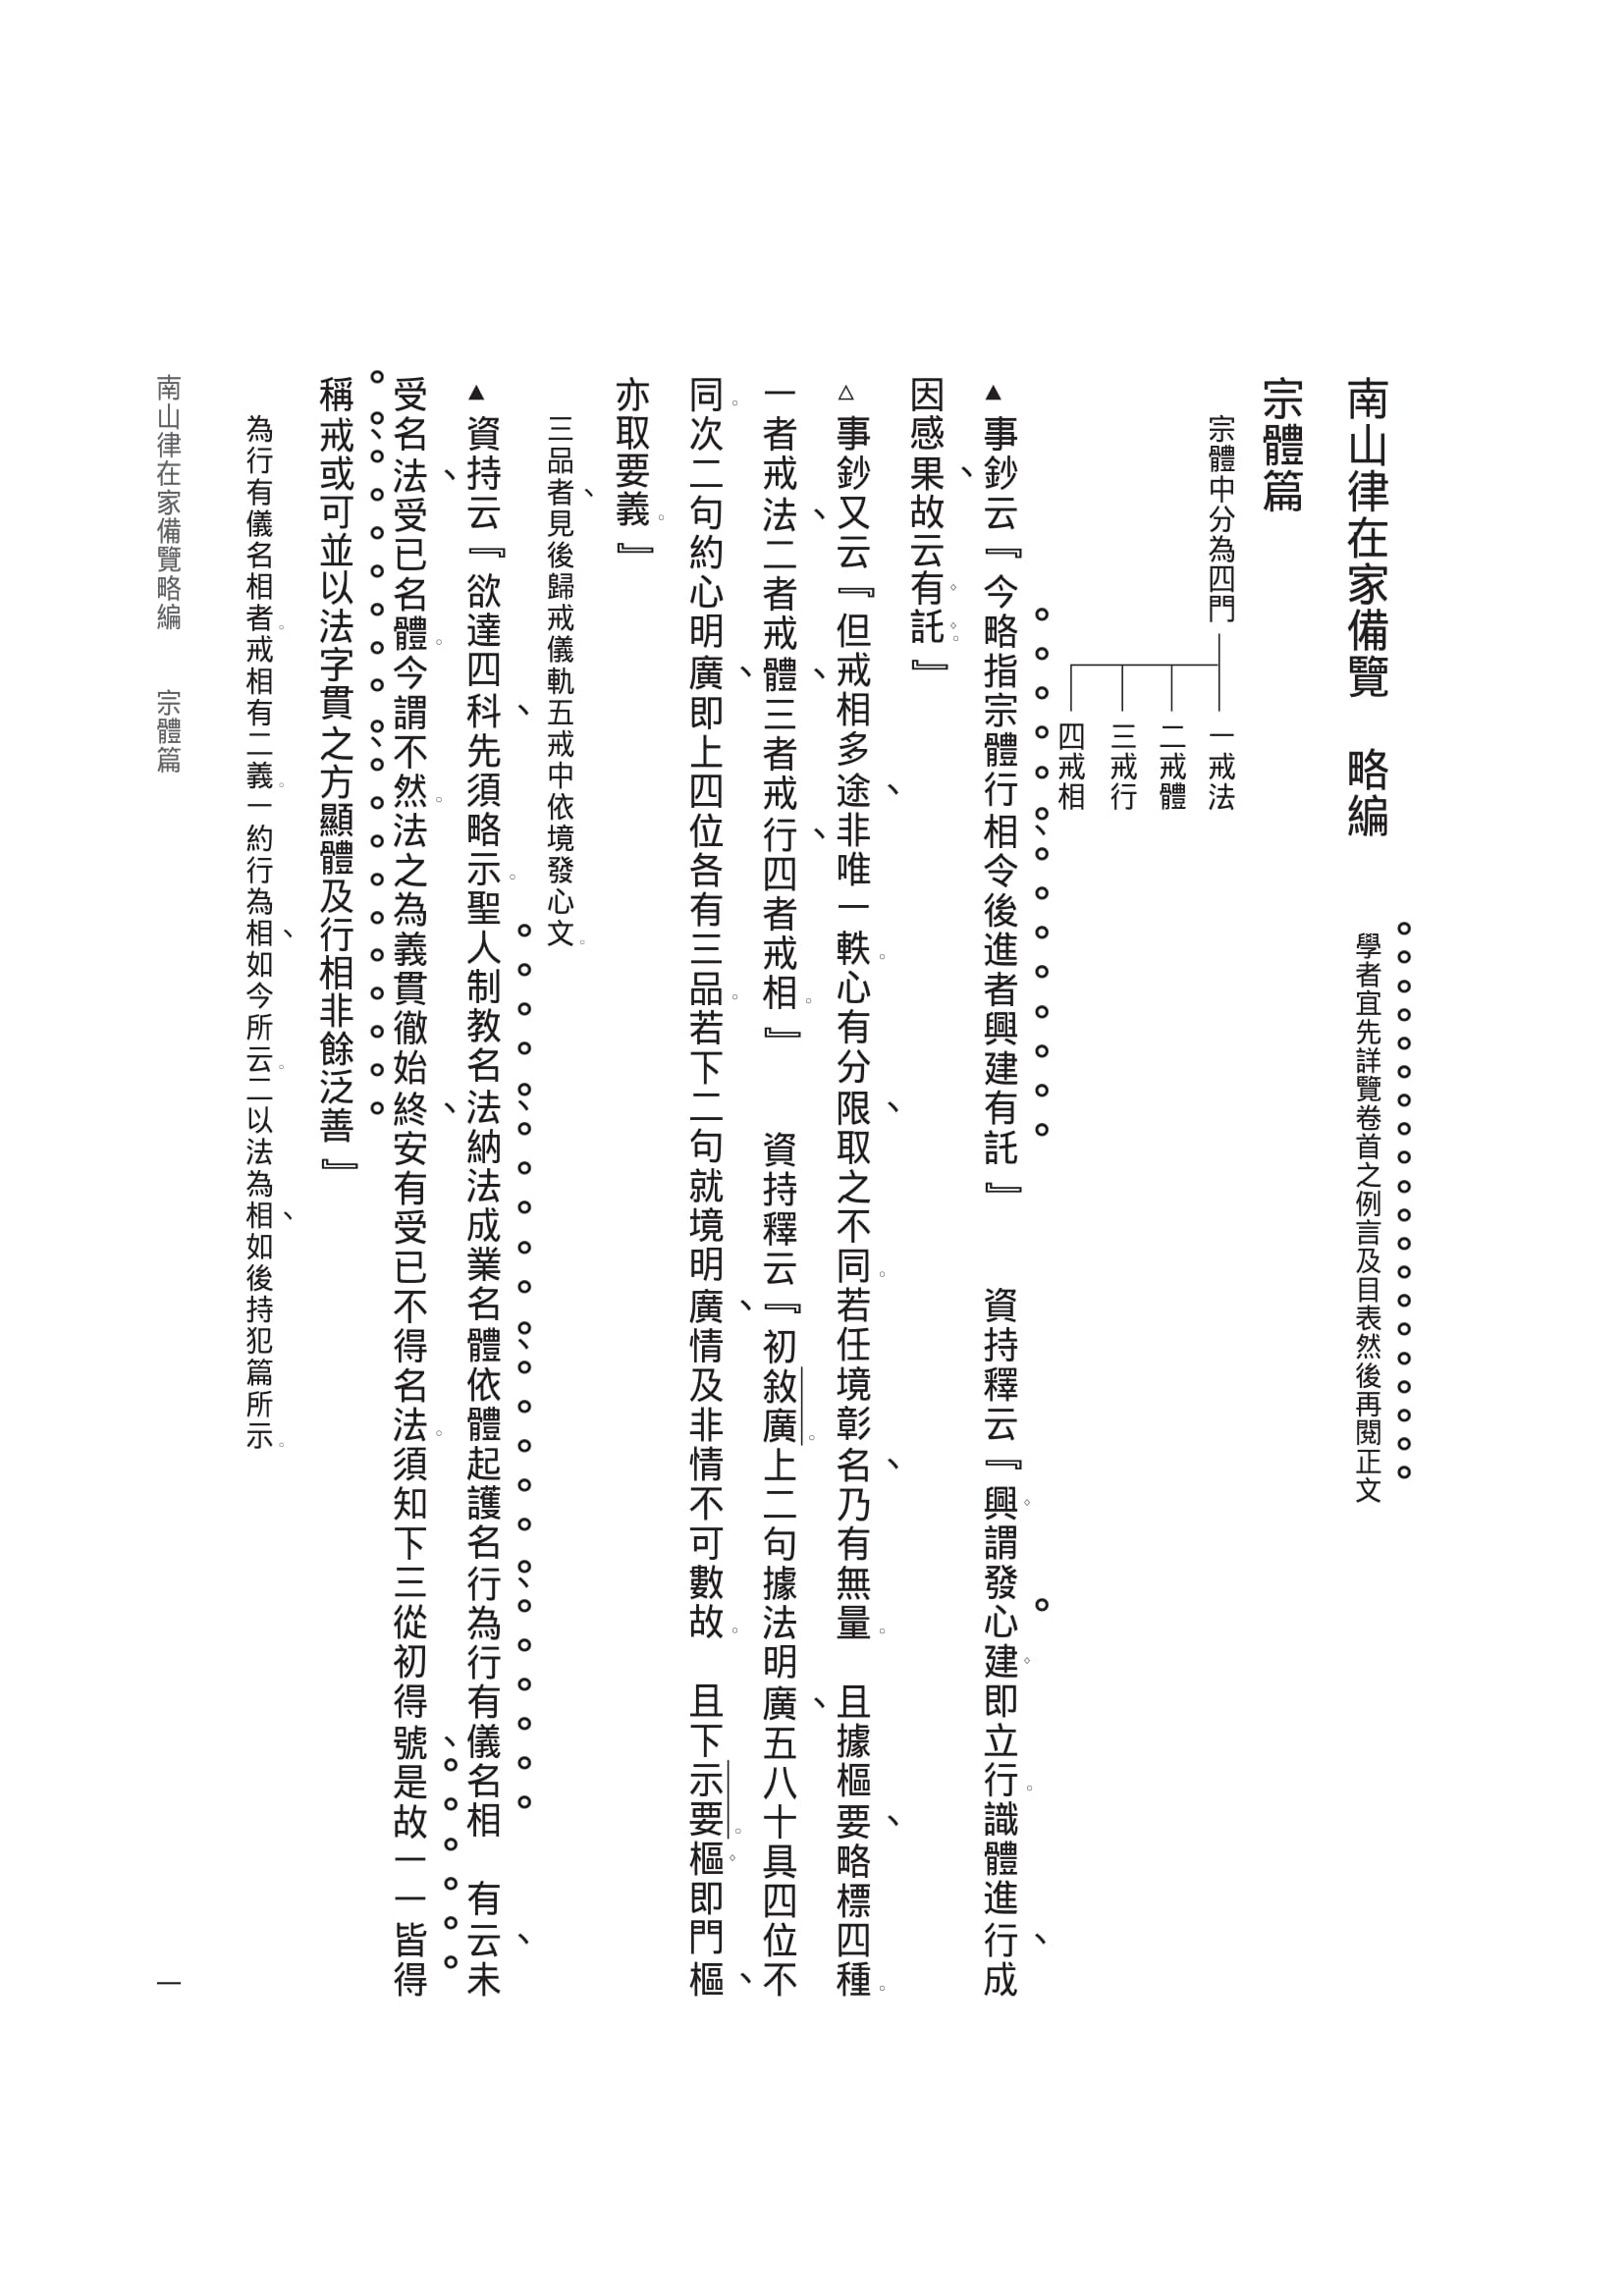 南山律在家備覽　略編　　學者宜先詳覽卷首之例言及目表然後再閱正文
宗體篇
宗體中分為四門
一戒法
二戒體
三戒行
四戒相
▲事鈔云『今略指宗體行相、令後進者興建有託』　　資持釋云『興謂發心建即立行。識體進行、成
因感果、故云有託。』
△事鈔又云『但戒相多途、非唯一軼。心有分限、取之不同。若任境彰名、乃有無量。　且據樞要、略標四種。
一者戒法、二者戒體、三者戒行、四者戒相。』　　資持釋云『初敘廣。上二句據法明廣、五八十具四位不
同。次二句約心明廣、即上四位各有三品。若下二句就境明廣、情及非情不可數故。　且下示要。樞即門樞、
亦取要義。』
三品者、見後歸戒儀軌五戒中依境發心文。
▲資持云『欲達四科、先須略示。聖人制教名法、納法成業名體、依體起護名行、為行有儀名相　有云、未
受名法、受已名體。今謂不然。法之為義貫徹始終、安有受已不得名法。須知下三從初得號、是故一一皆得
稱戒、或可並以法字貫之、方顯體及行相非餘泛善』
為行有儀名相者。戒相有二義。一約行為相、如今所云。二以法為相、如後持犯篇所示。
南山律在家備覽略編　　宗體篇
一